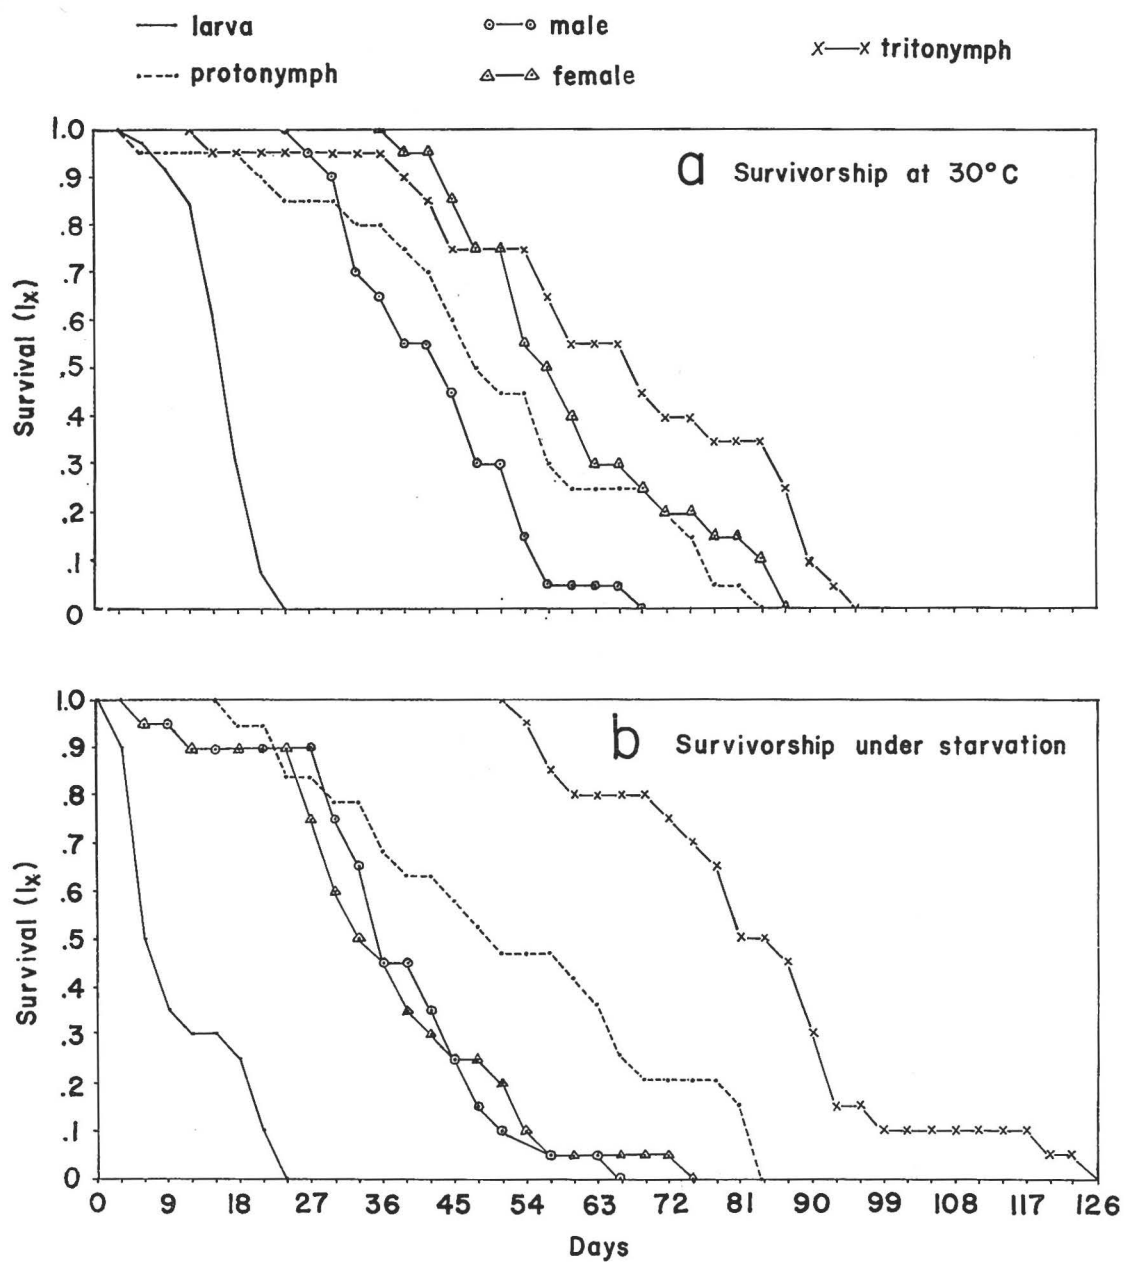 larva
protonymph
male
female
tritonymph
a Survivorship at 30°C
Survival (lx)
1.0
.9
.8
.7
.6
.5
.4
.3
.2
.1
0
b Survivorship under starvation
Survival (lx)
1.0
.9
.8
.7
.6
.5
.4
.3
.2
.1
0
0 9 18 27 36 45 54 63 72 81 90 99 108 117 126
Days